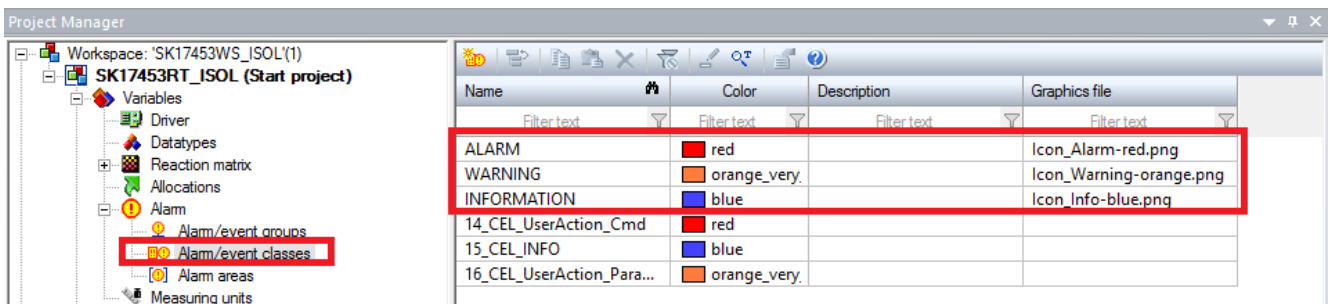 Project Manager
Workspace: 'SK17453WS_ISOL'(1)
SK17453RT_ISOL (Start project)
Variables
Driver
Datatypes
Reaction matrix
Allocations
Alarm
Alarm/event groups
Alarm/event classes
Alarm areas
Measuring units
Name Color Description Graphics file
Filter text Filter text Filter text Filter text
ALARM red Icon_Alarm-red.png
WARNING orange_very_ Icon_Warning-orange.png
INFORMATION blue Icon_Info-blue.png
14_CEL_UserAction_Cmd red
15_CEL_INFO blue
16_CEL_UserAction_Para... orange_very_